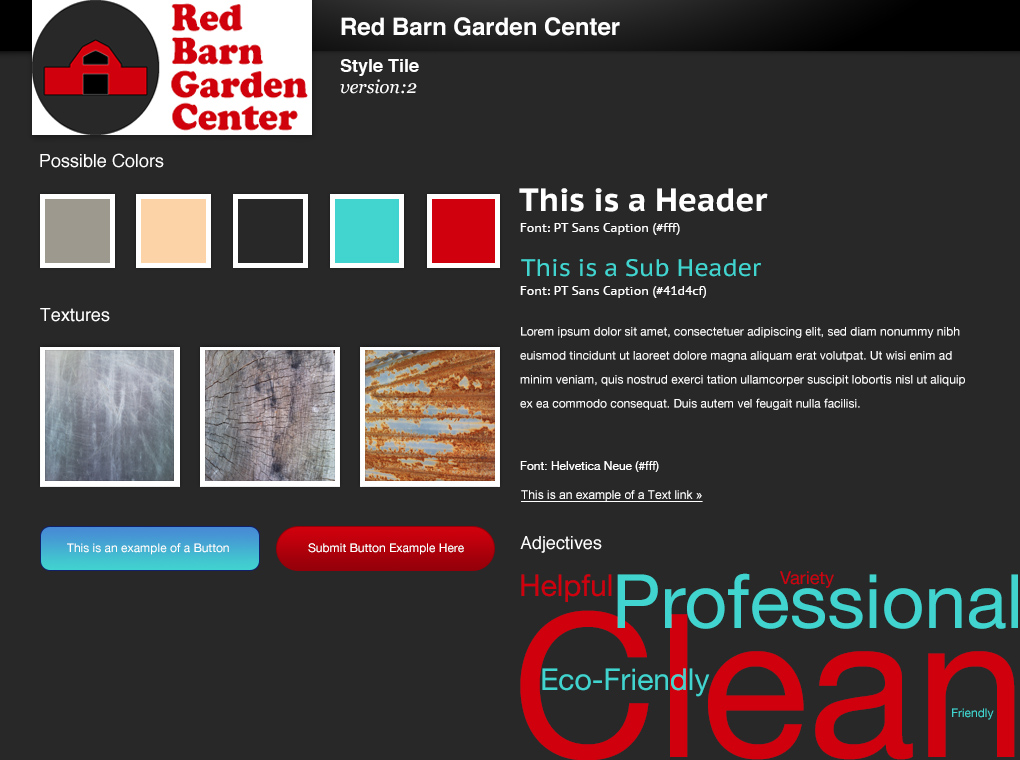 Red
Barn
Garden
Center
Red Barn Garden Center
Style Tile
version:2
Possible Colors
Textures
This is an example of a Button
Submit Button Example Here
This is a Header
Font: PT Sans Caption (#fff)
This is a Sub Header
Font: PT Sans Caption (#41d4cf)
Lorem ipsum dolor sit amet, consectetuer adipiscing elit, sed diam nonummy nibh
euismod tincidunt ut laoreet dolore magna aliquam erat volutpat. Ut wisi enim ad
minim veniam, quis nostrud exerci tation ullamcorper suscipit lobortis nisl ut aliquip
ex ea commodo consequat. Duis autem vel feugait nulla facilisi.
Font: Helvetica Neue (#fff)
This is an example of a Text link »
Adjectives
Helpful
Variety
Professional
Clean
Eco-Friendly
Friendly